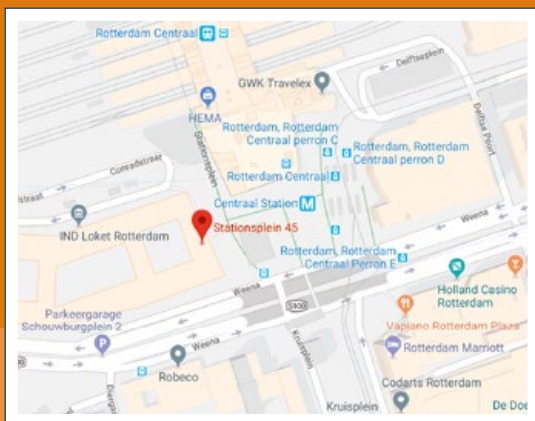 Rotterdam Centraal
GWK Travelex
Delftseplein
HEMA
Delftse Poort
Rotterdam, Rotterdam
Centraal perron C
Rotterdam, Rotterdam
Centraal perron D
Stationsplein
Conradstraat
Rotterdam Centraal
Centraal Station
M
Stationsplein 45
Weena
IND Loket Rotterdam
Rotterdam, Rotterdam
Centraal Perron E
Weena
Holland Casino
Rotterdam
S100
Parkeergarage
Schouwburgplein 2
P
Vapiano Rotterdam Plaza
Weena
Kruisplein
Rotterdam Marriott
Robeco
Codarts Rotterdam
Kruisplein
De Doe